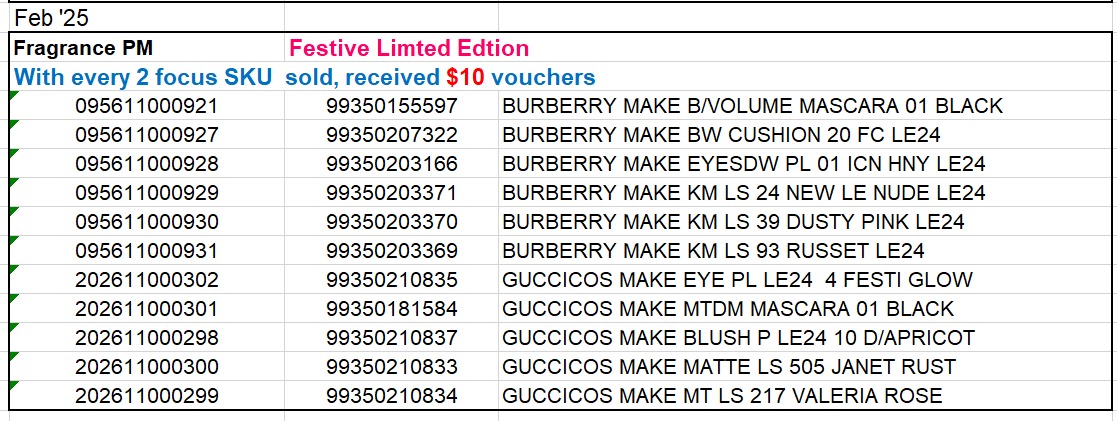 Feb '25
Fragrance PM Festive Limted Edtion
With every 2 focus SKU  sold, received $10 vouchers
095611000921 99350155597 BURBERRY MAKE B/VOLUME MASCARA 01 BLACK
095611000927 99350207322 BURBERRY MAKE BW CUSHION 20 FC LE24
095611000928 99350203166 BURBERRY MAKE EYESDW PL 01 ICN HNY LE24
095611000929 99350203371 BURBERRY MAKE KM LS 24 NEW LE NUDE LE24
095611000930 99350203370 BURBERRY MAKE KM LS 39 DUSTY PINK LE24
095611000931 99350203369 BURBERRY MAKE KM LS 93 RUSSET LE24
202611000302 99350210835 GUCCICOS MAKE EYE PL LE24  4 FESTI GLOW
202611000301 99350181584 GUCCICOS MAKE MTDM MASCARA 01 BLACK
202611000298 99350210837 GUCCICOS MAKE BLUSH P LE24 10 D/APRICOT
202611000300 99350210833 GUCCICOS MAKE MATTE LS 505 JANET RUST
202611000299 99350210834 GUCCICOS MAKE MT LS 217 VALERIA ROSE